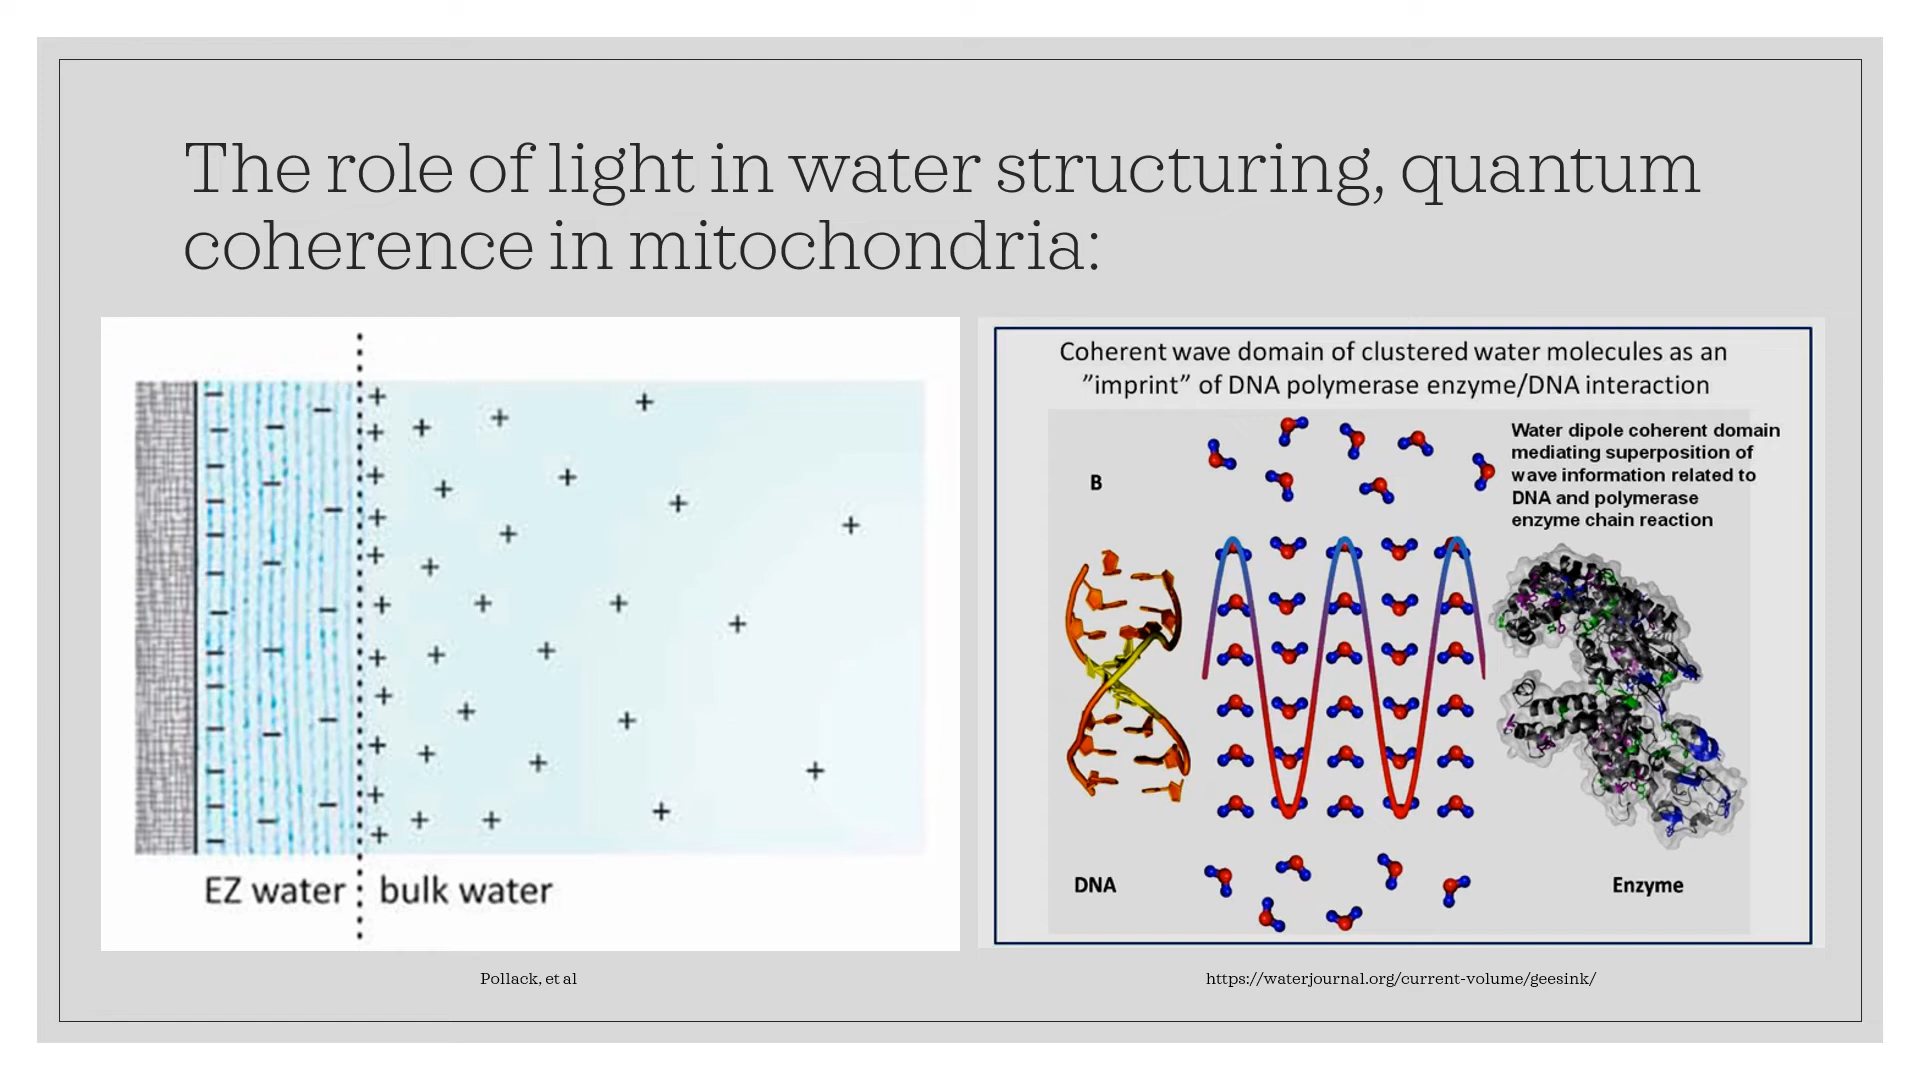 The role of light in water structuring, quantum
coherence in mitochondria:
EZ water
bulk water
Pollack, et al
Coherent wave domain of clustered water molecules as an
”imprint” of DNA polymerase enzyme/DNA interaction
Water dipole coherent domain
mediating superposition of
wave information related to
DNA and polymerase
enzyme chain reaction
B
DNA
Enzyme
https://waterjournal.org/current-volume/geesink/